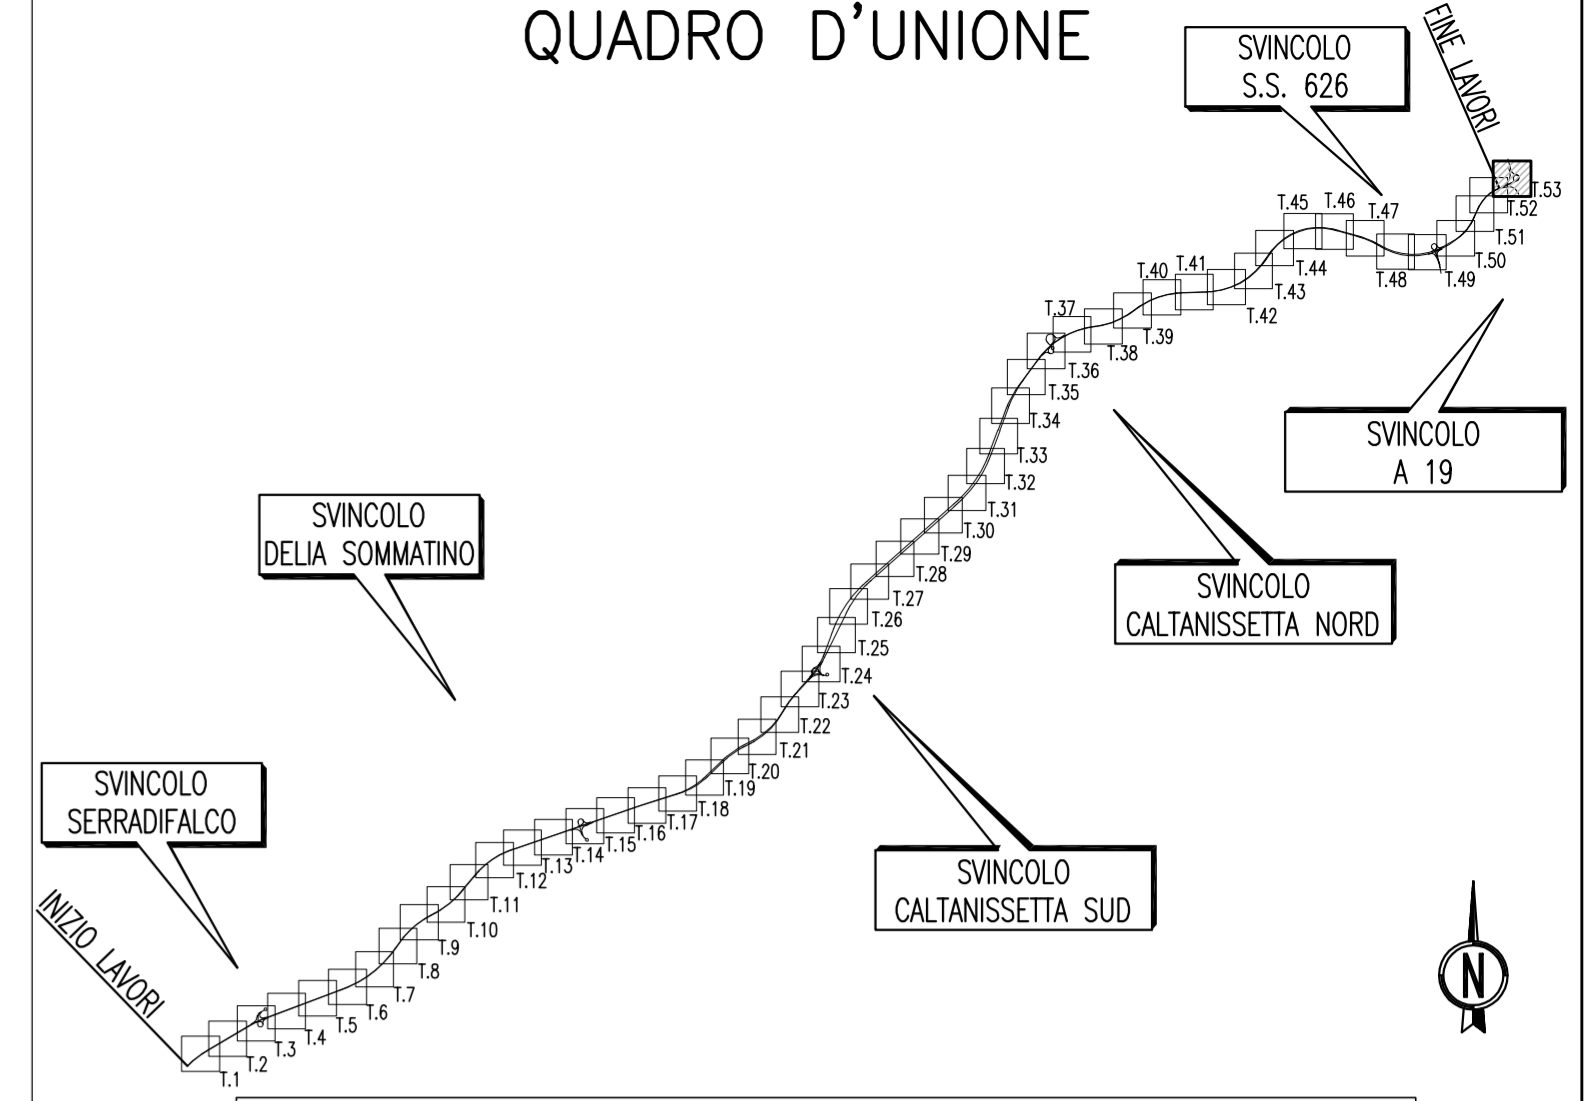 QUADRO D'UNIONE
SVINCOLO
S.S. 626
FINE LAVORI
T.53
T.52
T.51
T.50
T.49
T.48
T.47
T.46
T.45
T.44
T.43
T.42
T.41
T.40
T.39
T.38
T.37
T.36
T.35
T.34
T.33
T.32
T.31
T.30
T.29
T.28
T.27
T.26
T.25
T.24
T.23
T.22
T.21
T.20
T.19
T.18
T.17
T.16
T.15
T.14
T.13
T.12
T.11
T.10
T.9
T.8
T.7
T.6
T.5
T.4
T.3
T.2
T.1
SVINCOLO
A 19
SVINCOLO
DELIA SOMMATINO
SVINCOLO
CALTANISSETTA NORD
SVINCOLO
SERRADIFALCO
SVINCOLO
CALTANISSETTA SUD
INIZIO LAVORI
N